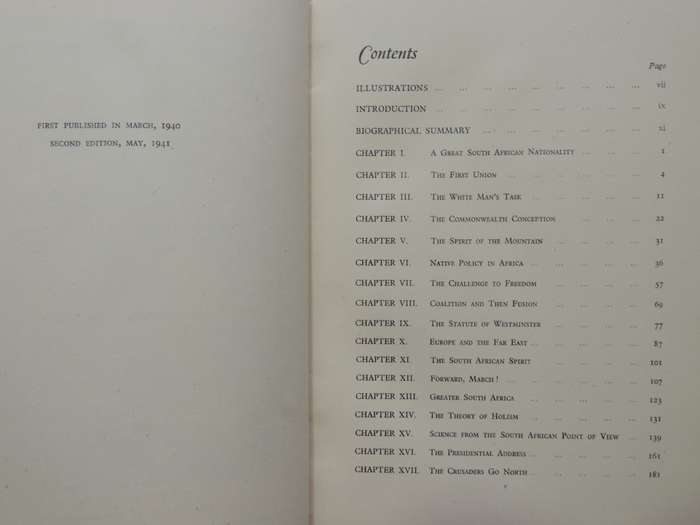 FIRST PUBLISHED IN MARCH, 1940
SECOND EDITION, MAY, 1941
Contents
Page
ILLUSTRATIONS ... ... ... ... ... ... ... ... vii
INTRODUCTION ... ... ... ... ... ... ... ... ix
BIOGRAPHICAL SUMMARY ... ... ... ... ... ... xi
CHAPTER I. A GREAT SOUTH AFRICAN NATIONALITY ... ... ... 1
CHAPTER II. THE FIRST UNION ... ... ... ... ... 4
CHAPTER III. THE WHITE MAN'S TASK ... ... ... ... ... 11
CHAPTER IV. THE COMMONWEALTH CONCEPTION ... ... ... 22
CHAPTER V. THE SPIRIT OF THE MOUNTAIN ... ... ... ... 31
CHAPTER VI. NATIVE POLICY IN AFRICA ... ... ... ... ... 36
CHAPTER VII. THE CHALLENGE TO FREEDOM ... ... ... ... 57
CHAPTER VIII. COALITION AND THEN FUSION ... ... ... ... 69
CHAPTER IX. THE STATUTE OF WESTMINSTER ... ... ... ... 77
CHAPTER X. EUROPE AND THE FAR EAST ... ... ... ... ... 87
CHAPTER XI. THE SOUTH AFRICAN SPIRIT ... ... ... ... 101
CHAPTER XII. FORWARD, MARCH! ... ... ... ... ... ... 107
CHAPTER XIII. GREATER SOUTH AFRICA ... ... ... ... ... 123
CHAPTER XIV. THE THEORY OF HOLISM ... ... ... ... ... 131
CHAPTER XV. SCIENCE FROM THE SOUTH AFRICAN POINT OF VIEW ... 139
CHAPTER XVI. THE PRESIDENTIAL ADDRESS ... ... ... ... ... 161
CHAPTER XVII. THE CRUSADERS GO NORTH ... ... ... ... ... 181